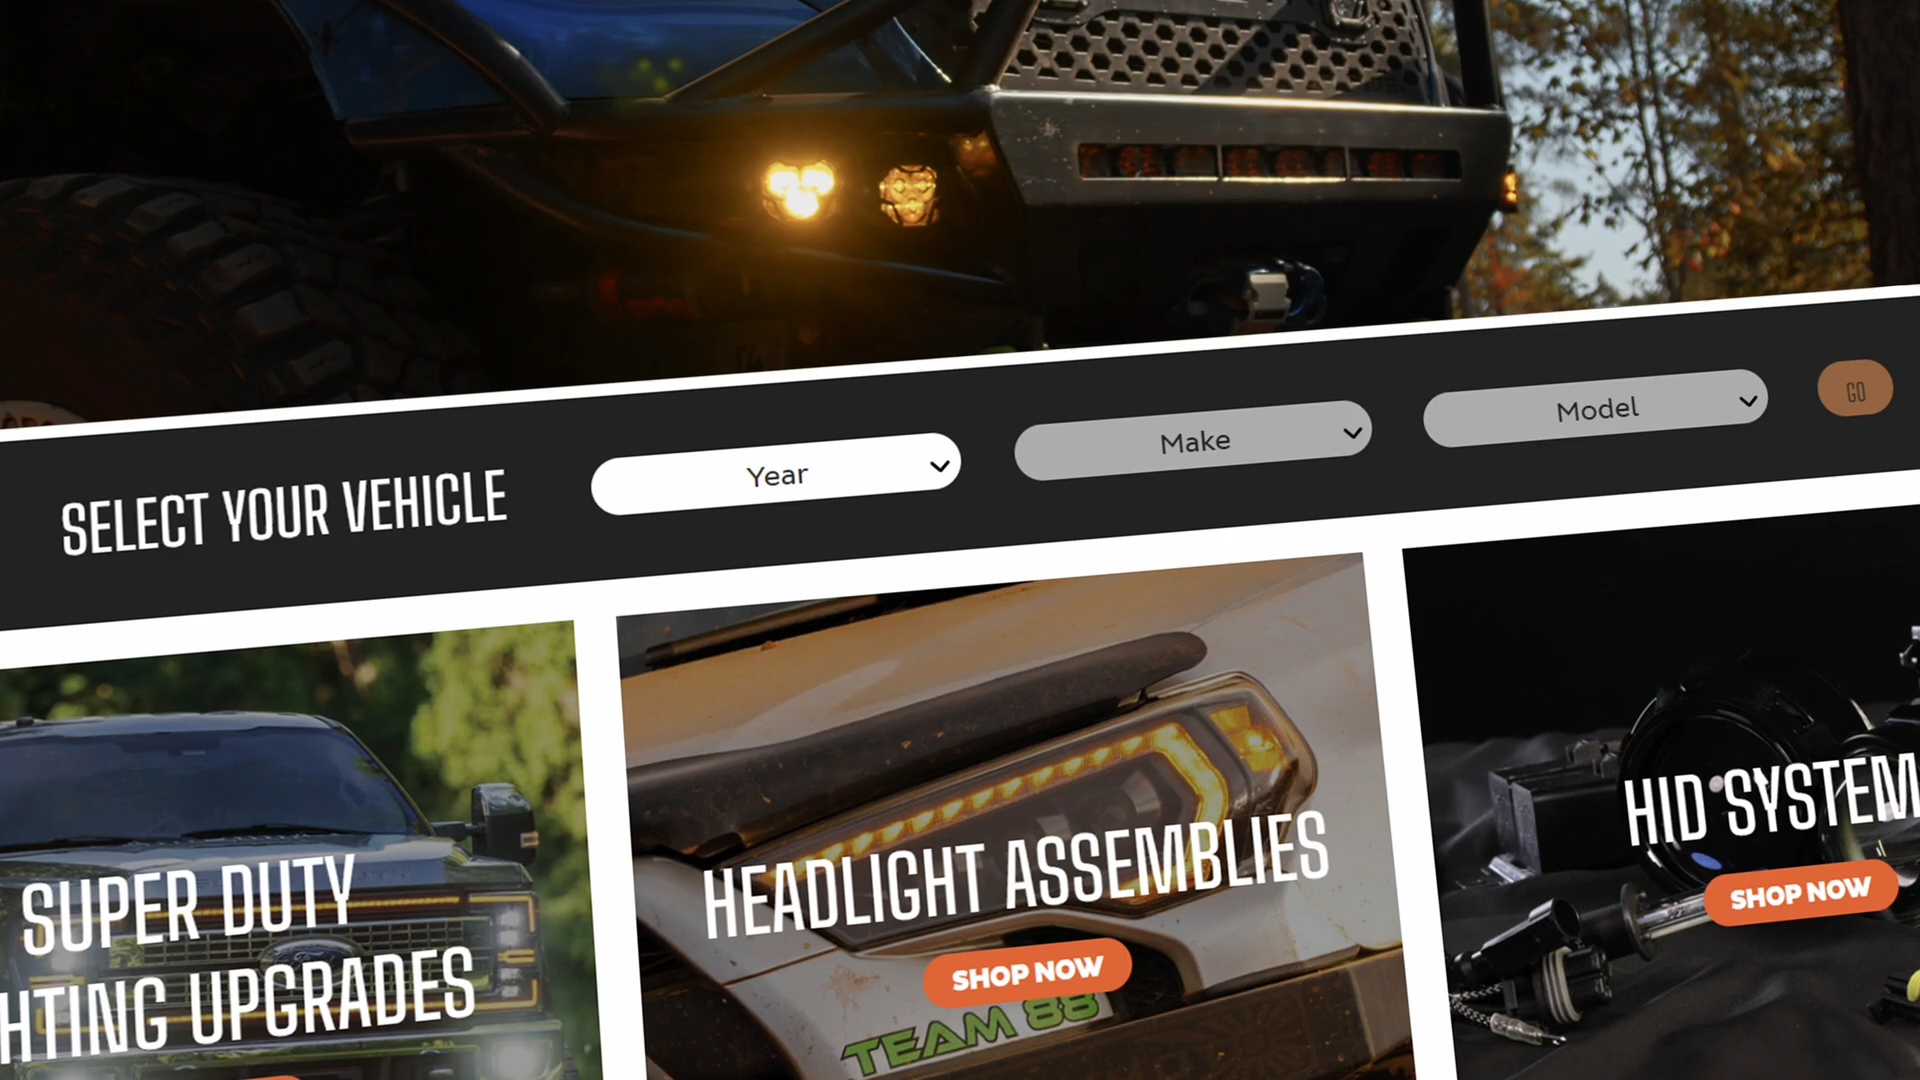 SELECT YOUR VEHICLE
Year
Make
Model
GO
SUPER DUTY
HTING UPGRADES
HEADLIGHT ASSEMBLIES
SHOP NOW
TEAM 88
HID SYSTEM
SHOP NOW